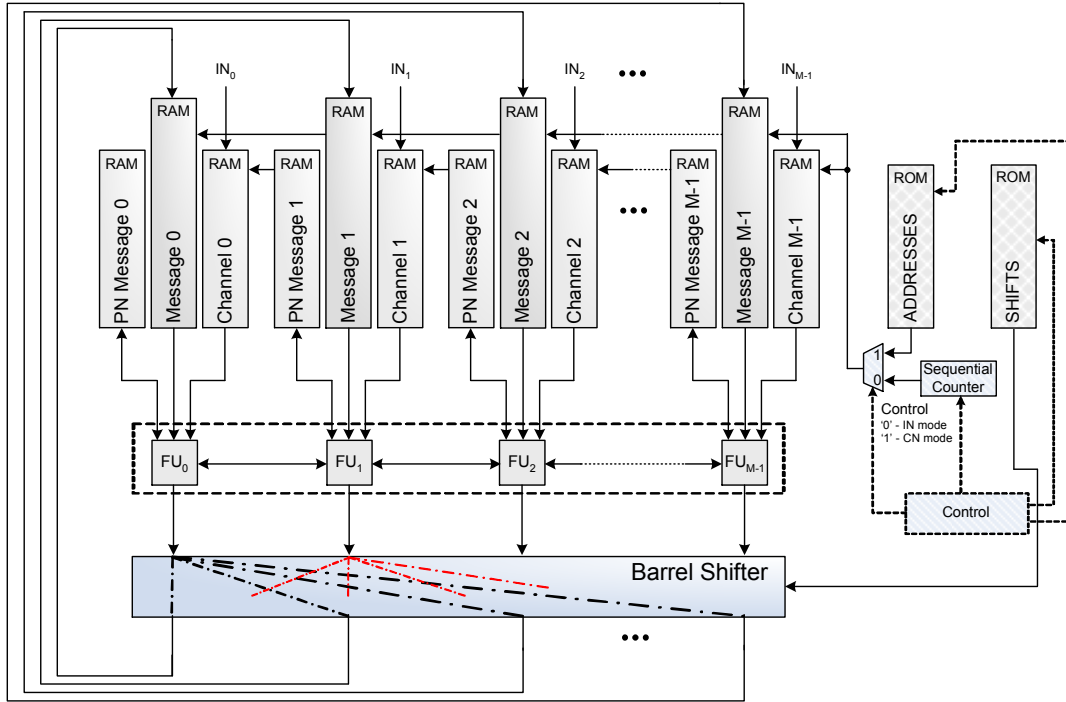 IN0
IN1
IN2
•••
INM-1
RAM
RAM
RAM
RAM
RAM
RAM
RAM
RAM
RAM
RAM
RAM
RAM
ROM
ROM
PN Message 0
Message 0
Channel 0
PN Message 1
Message 1
Channel 1
PN Message 2
Message 2
Channel 2
•••
PN Message M-1
Message M-1
Channel M-1
ADDRESSES
SHIFTS
1
0
Sequential
Counter
Control
'0' - IN mode
'1' - CN mode
FU0
FU1
FU2
FUM-1
Control
Barrel Shifter
•••